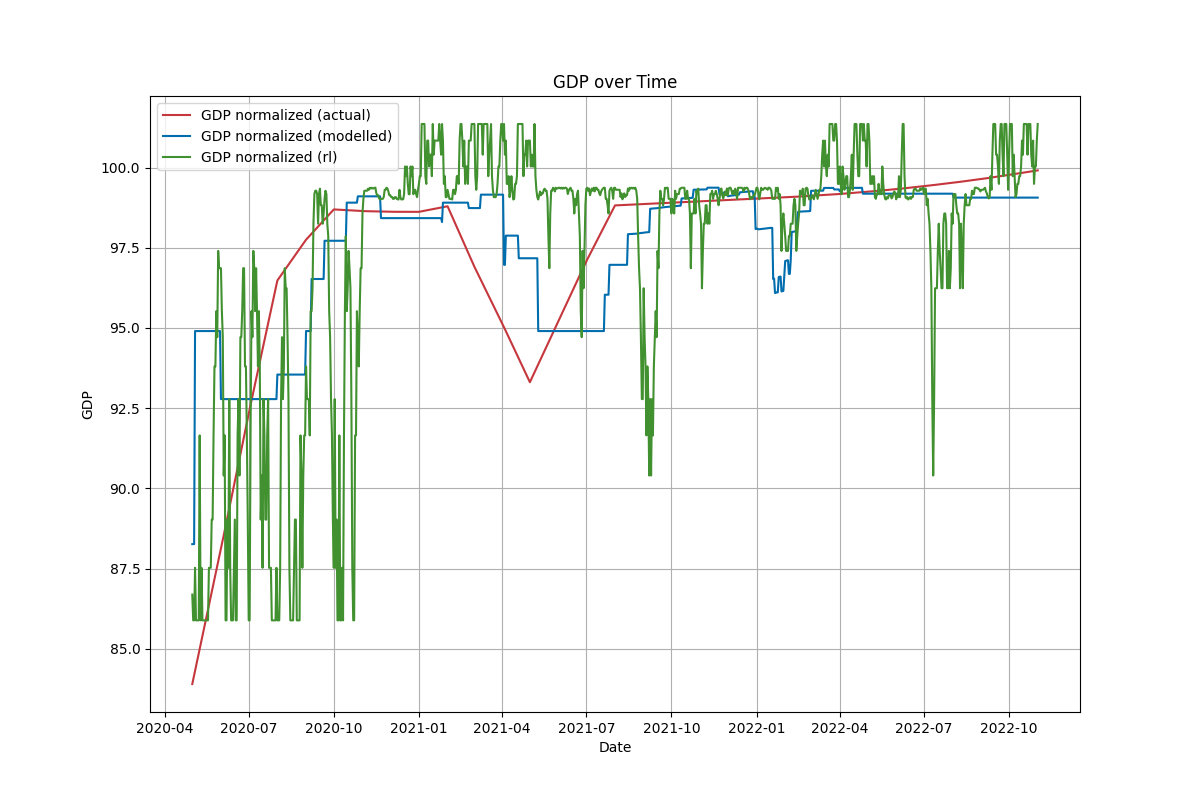 GDP over Time
GDP normalized (actual)
GDP normalized (modelled)
GDP normalized (rl)
100.0
97.5
95.0
92.5
90.0
87.5
85.0
GDP
2020-04 2020-07 2020-10 2021-01 2021-04 2021-07 2021-10 2022-01 2022-04 2022-07 2022-10
Date